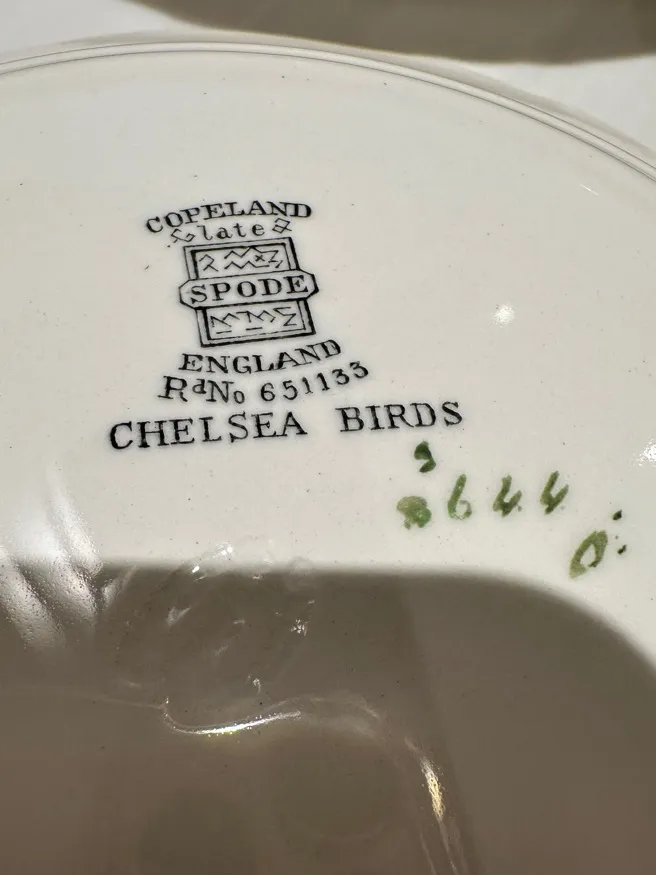 COPELAND
late
SPODE
ENGLAND
RdNo 651133
CHELSEA BIRDS